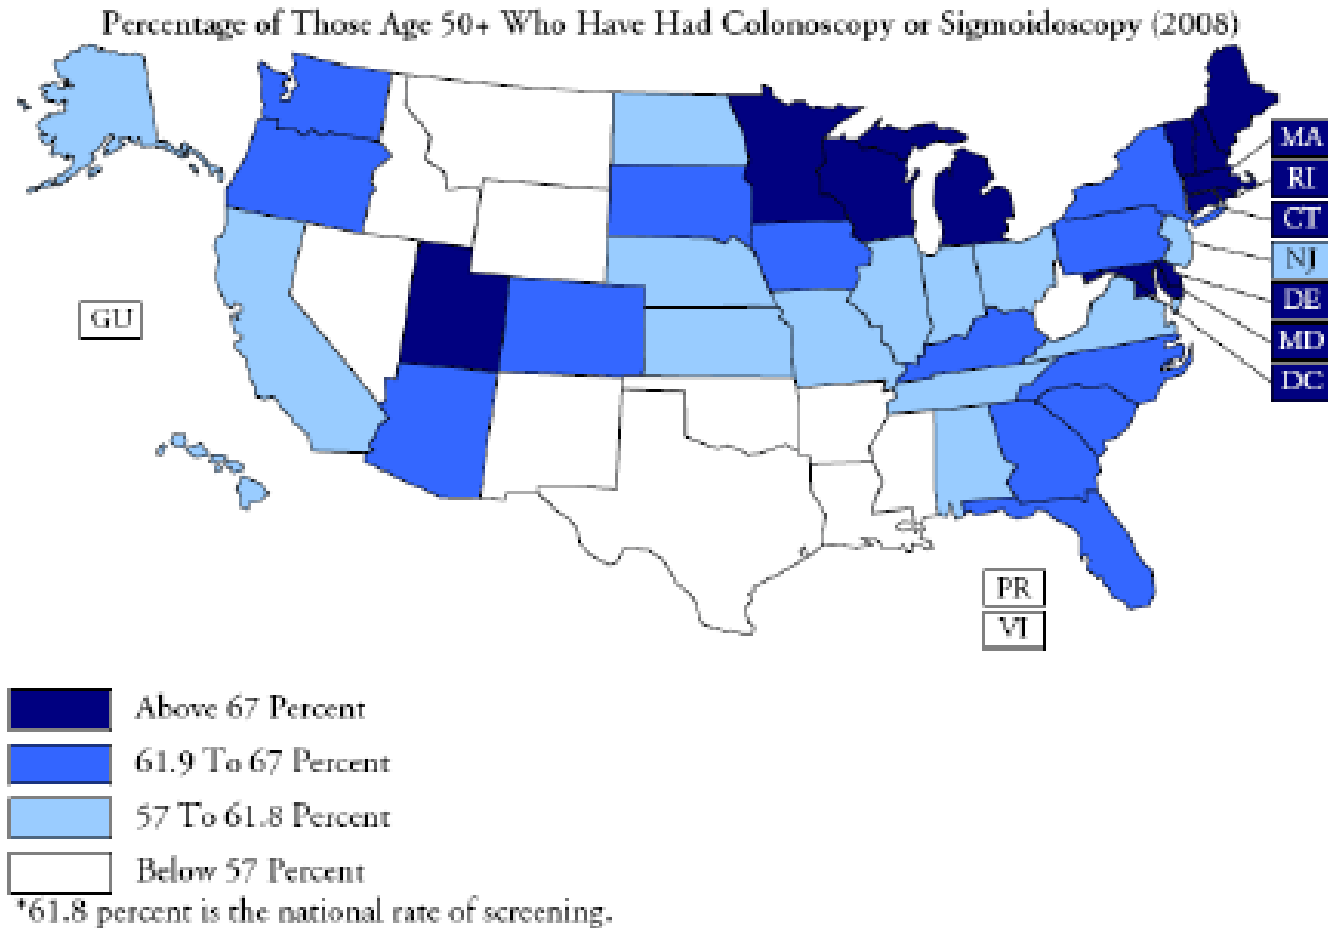 Percentage of Those Age 50+ Who Have Had Colonoscopy or Sigmoidoscopy (2008)
MA
RI
CT
NJ
DE
MD
DC
GU
PR
VI
Above 67 Percent
61.9 To 67 Percent
57 To 61.8 Percent
Below 57 Percent
*61.8 percent is the national rate of screening.